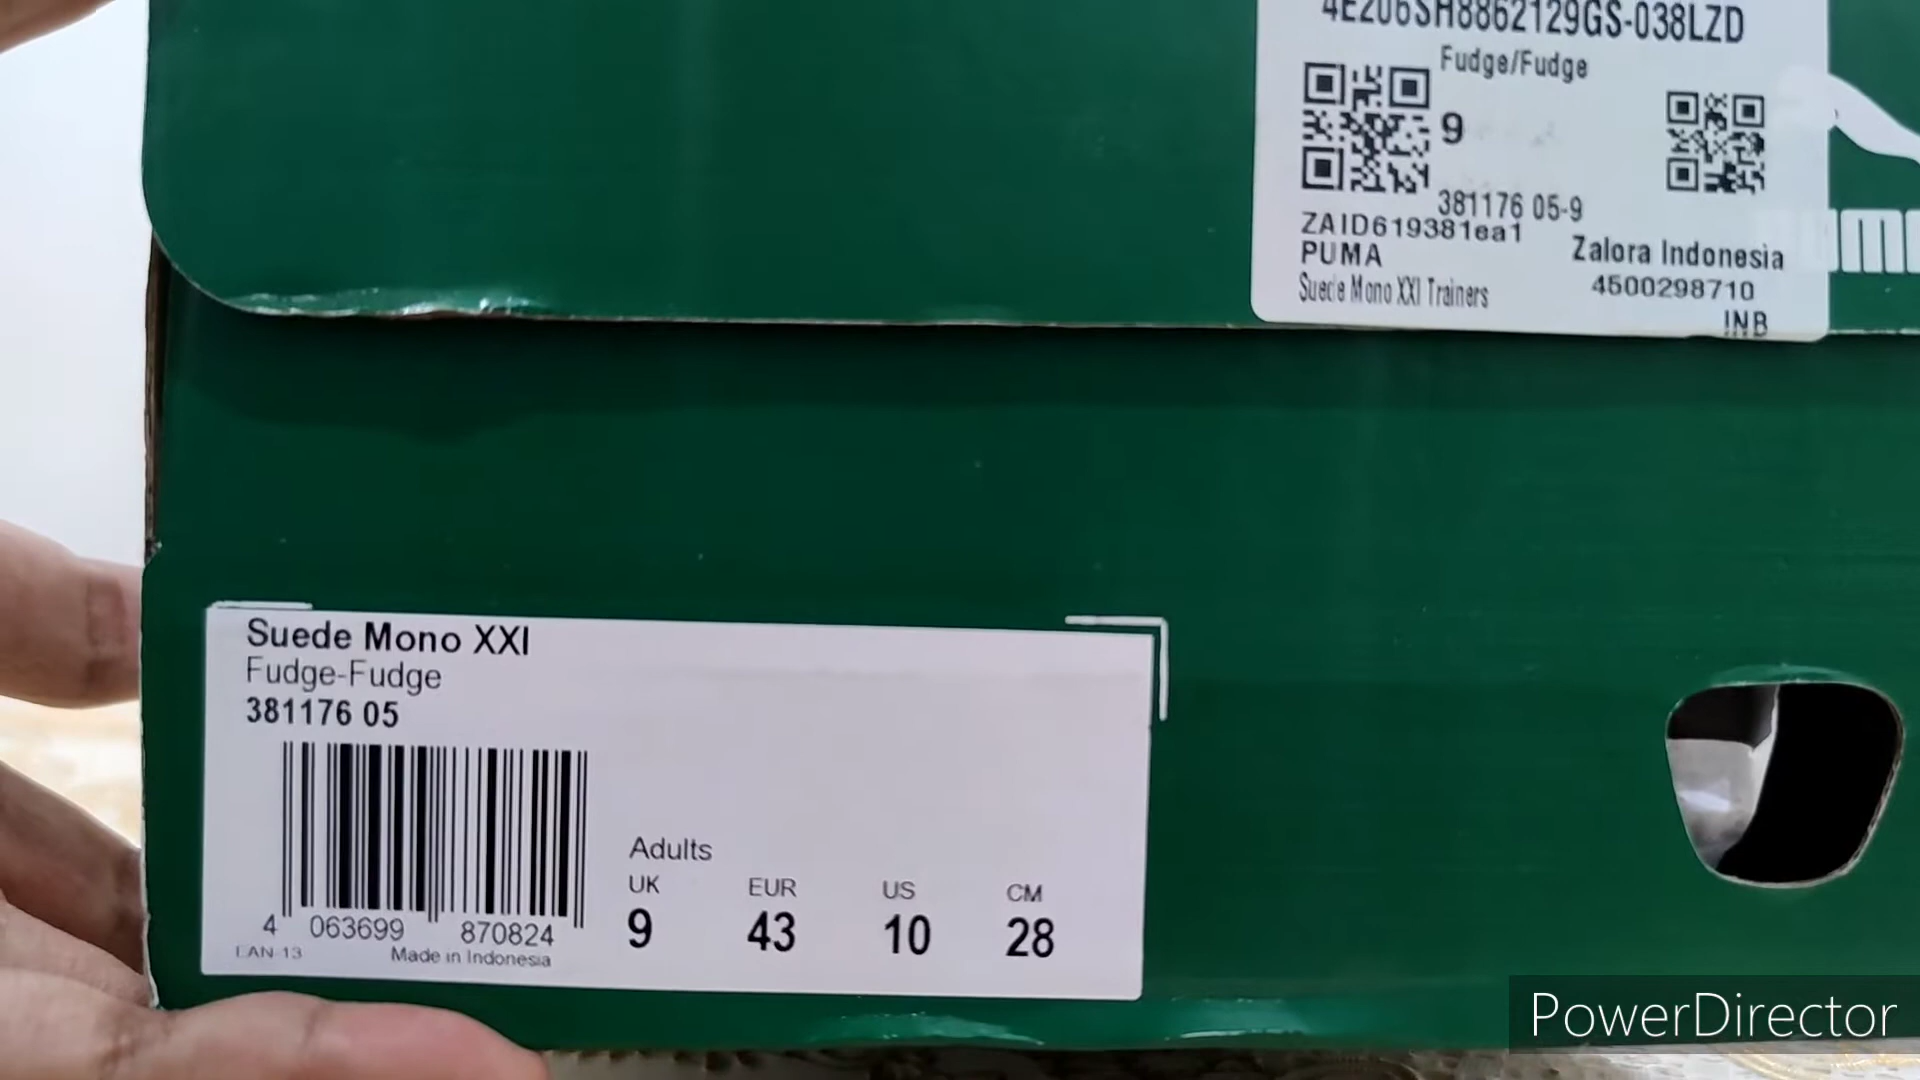 4E206SH8862129GS-038LZD
Fudge/Fudge
9
381176 05-9
ZAID619381ea1
PUMA
Zalora Indonesia
Suede Mono XXI Trainers
4500298710
INB
Suede Mono XXI
Fudge-Fudge
381176 05
Adults
UK EUR US CM
9 43 10 28
4 063699 870824
EAN-13 Made in Indonesia
PowerDirector